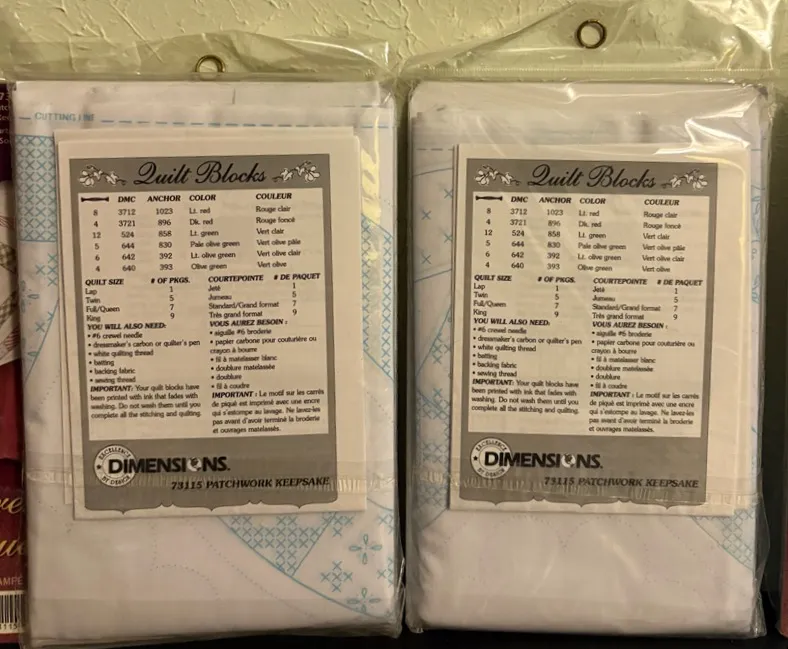 CUTTING LINE
Quilt Blocks
DMC ANCHOR COLOR COULEUR
8 3712 1023 Lt. red Rouge clair
4 3721 896 Dk. red Rouge foncé
12 524 858 Lt. green Vert clair
5 644 830 Pale olive green Vert olive pâle
6 642 392 Lt. olive green Vert olive clair
4 640 393 Olive green Vert olive
QUILT SIZE # OF PKGS.
Lap 1
Twin 5
Full/Queen 7
King 9
YOU WILL ALSO NEED:
• #6 crewel needle
• dressmaker's carbon or quilter's pen
• white quilting thread
• batting
• backing fabric
• sewing thread
IMPORTANT: Your quilt blocks have
been printed with ink that fades with
washing. Do not wash them until you
complete all the stitching and quilting.
COURTEPOINTE # DE PAQUET
Jeté 1
Jumeau 5
Standard/Grand format 7
Très grand format 9
VOUS AUREZ BESOIN :
• aiguille #6 broderie
• papier carbone pour couturière ou
crayon à bourre
• fil à matelasser blanc
• doublure matelassée
• doublure
• fil à coudre
IMPORTANT : Le motif sur les carrés
de piqué est imprimé avec une encre
qui s'estompe au lavage. Ne lavez-les
pas avant d'avoir terminé la broderie
et ouvrages matelassés.
EXCELLENCE BY DESIGN
DIMENSIONS.
73115 PATCHWORK KEEPSAKE
Quilt Blocks
DMC ANCHOR COLOR COULEUR
8 3712 1023 Lt. red Rouge clair
4 3721 896 Dk. red Rouge foncé
12 524 858 Lt. green Vert clair
5 644 830 Pale olive green Vert olive pâle
6 642 392 Lt. olive green Vert olive clair
4 640 393 Olive green Vert olive
QUILT SIZE # OF PKGS.
Lap 1
Twin 5
Full/Queen 7
King 9
YOU WILL ALSO NEED:
• #6 crewel needle
• dressmaker's carbon or quilter's pen
• white quilting thread
• batting
• backing fabric
• sewing thread
IMPORTANT: Your quilt blocks have
been printed with ink that fades with
washing. Do not wash them until you
complete all the stitching and quilting.
COURTEPOINTE # DE PAQUET
Jeté 1
Jumeau 5
Standard/Grand format 7
Très grand format 9
VOUS AUREZ BESOIN :
• aiguille #6 broderie
• papier carbone pour couturière ou
crayon à bourre
• fil à matelasser blanc
• doublure matelassée
• doublure
• fil à coudre
IMPORTANT : Le motif sur les carrés
de piqué est imprimé avec une encre
qui s'estompe au lavage. Ne lavez-les
pas avant d'avoir terminé la broderie
et ouvrages matelassés.
EXCELLENCE BY DESIGN
DIMENSIONS.
73115 PATCHWORK KEEPSAKE